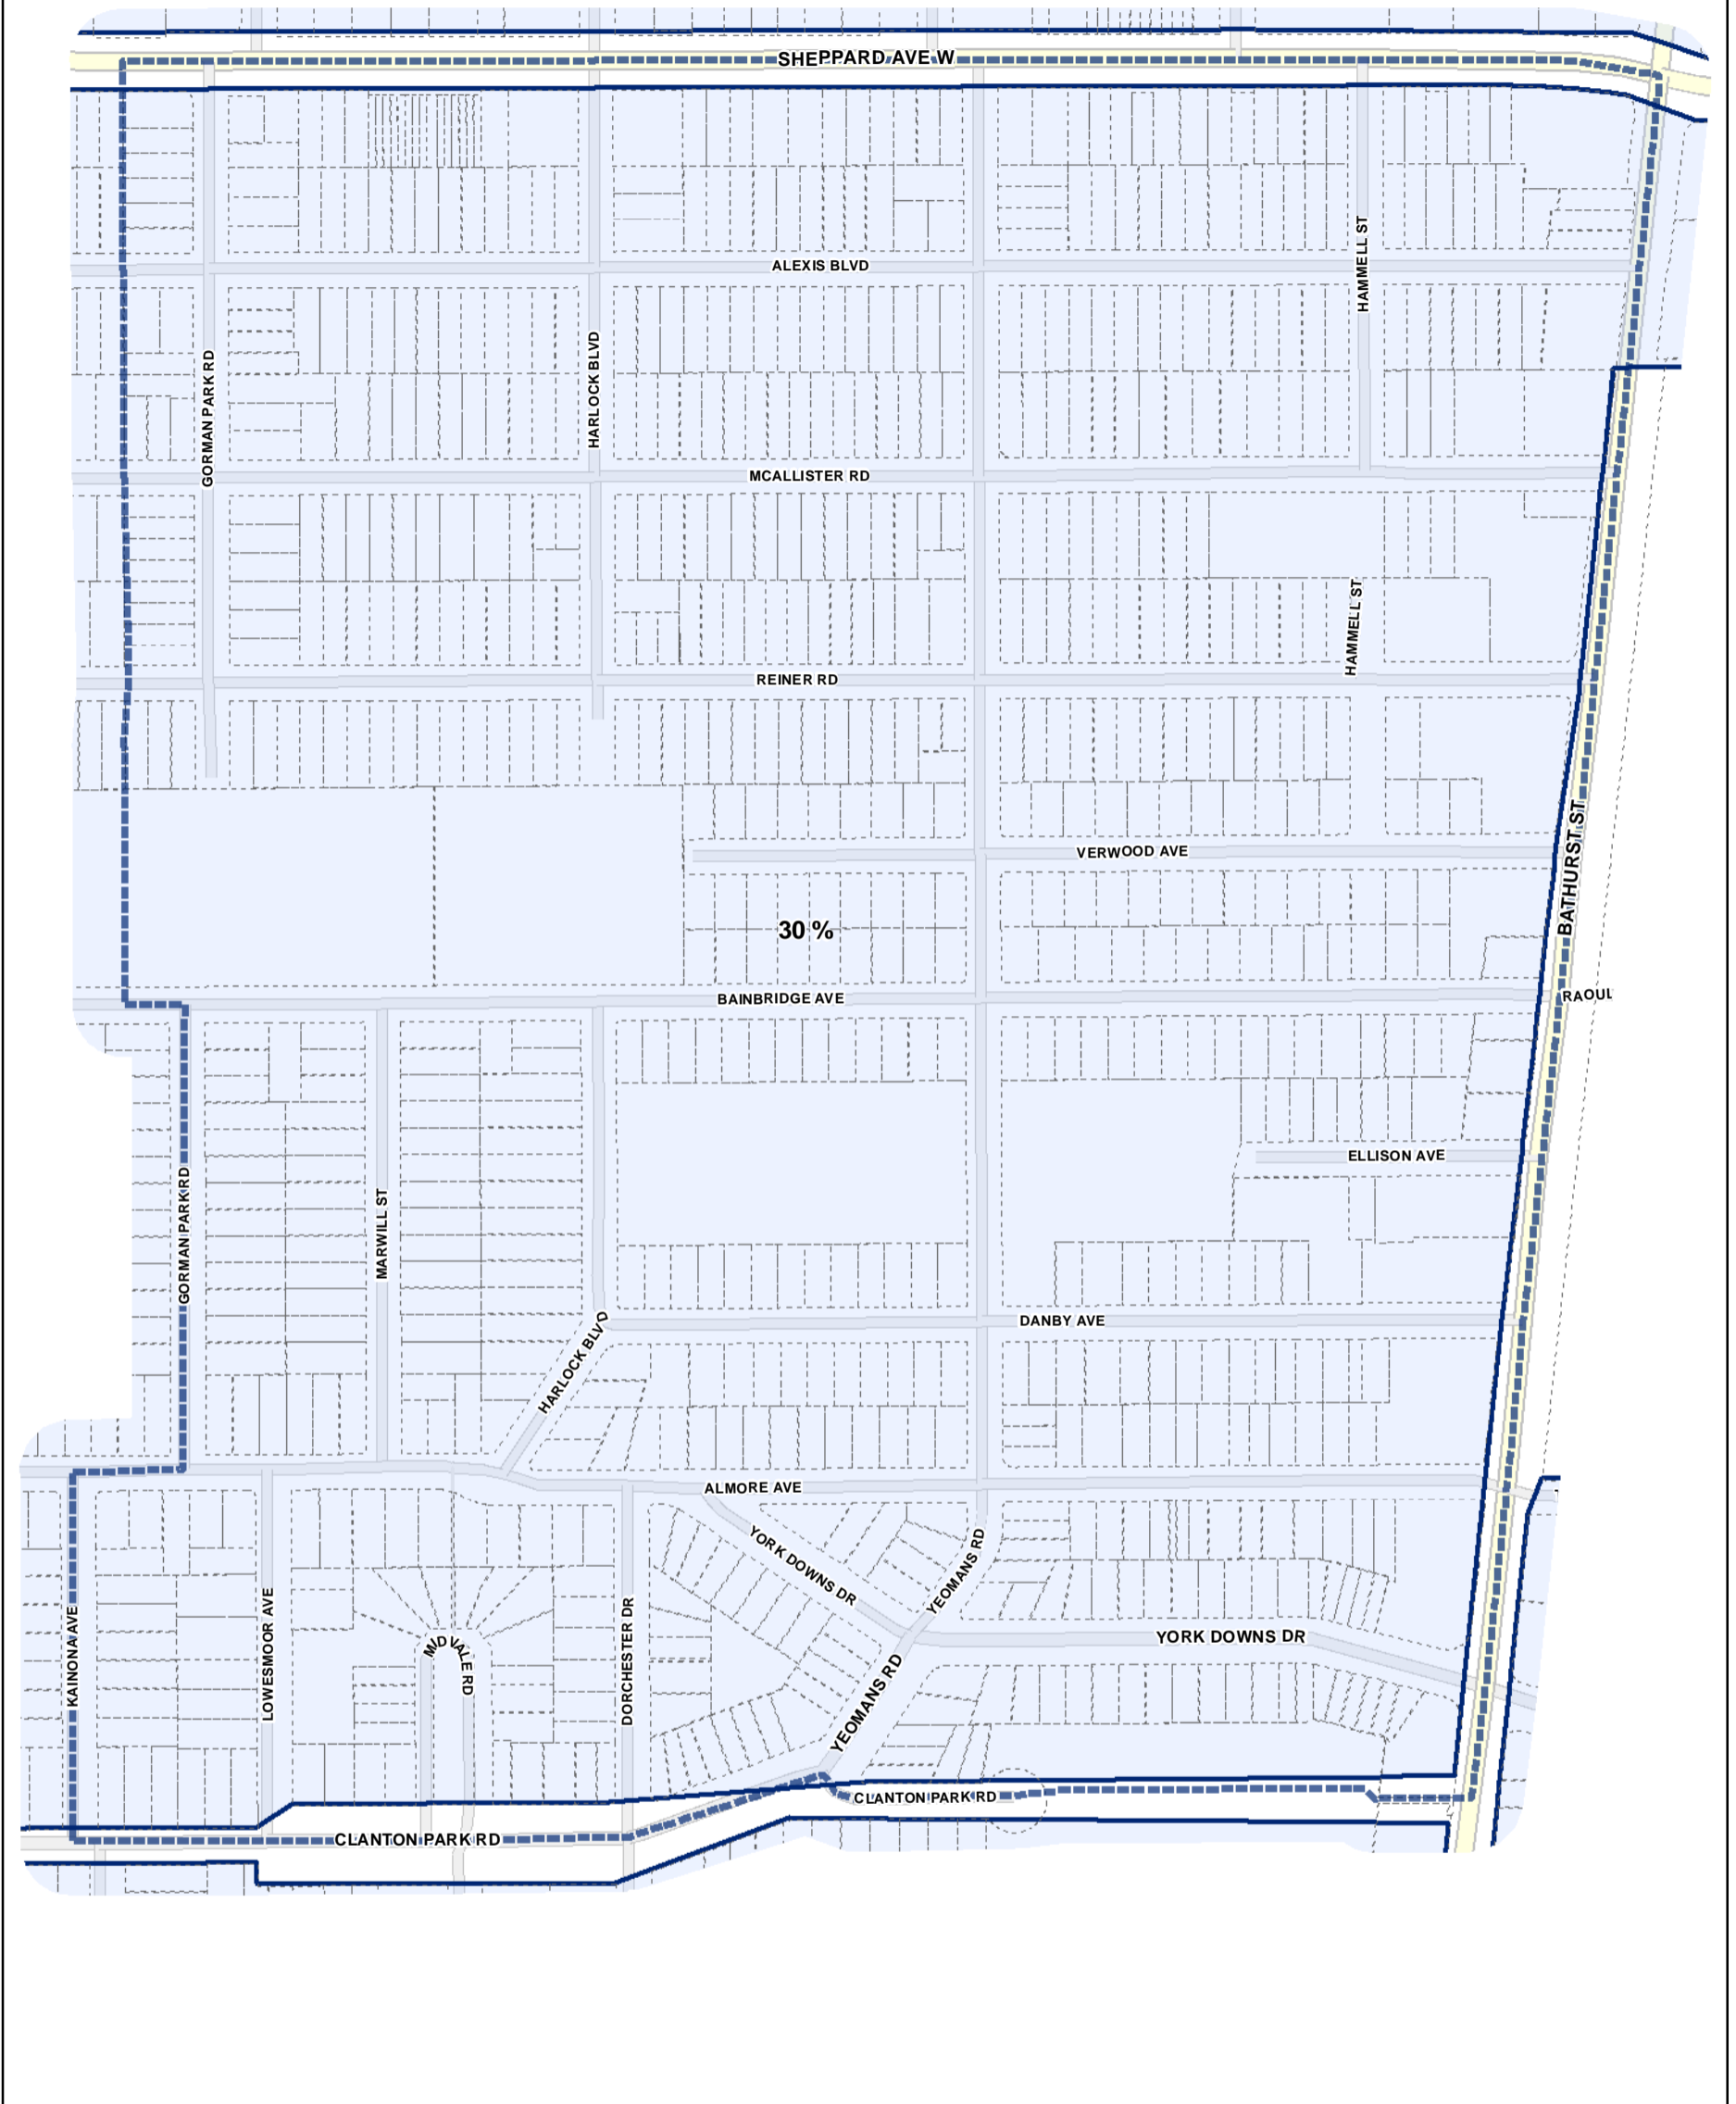 SHEPPARD AVE W
ALEXIS BLVD
HAMMELL ST
GORMAN PARK RD
HARLOCK BLVD
MCALLISTER RD
HAMMELL ST
REINER RD
VERWOOD AVE
BATHURST ST
30 %
BAINBRIDGE AVE
RAOUL
ELLISON AVE
GORMAN PARK RD
MARWILL ST
DANBY AVE
HARLOCK BLVD
ALMORE AVE
YORK DOWNS DR
YEOMANS RD
KAINONA AVE
LOWESMOOR AVE
MIDVALE RD
DORCHESTER DR
YORK DOWNS DR
YEOMANS RD
CLANTON PARK RD
CLANTON PARK RD